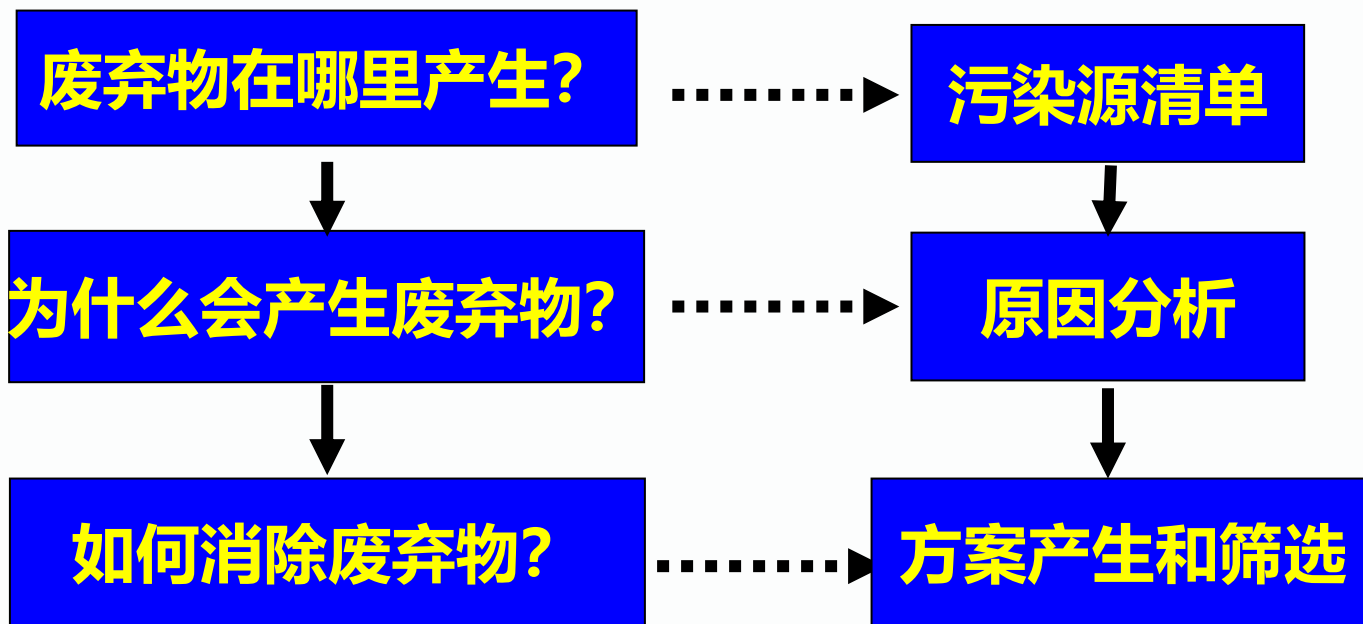 废弃物在哪里产生?
污染源清单
为什么会产生废弃物?
原因分析
如何消除废弃物?
方案产生和筛选